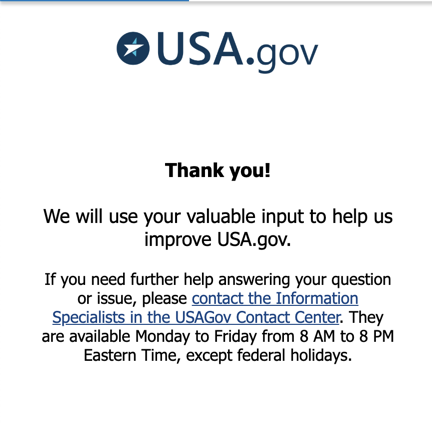 USA.gov
Thank you!
We will use your valuable input to help us
improve USA.gov.
If you need further help answering your question
or issue, please contact the Information
Specialists in the USAGov Contact Center. They
are available Monday to Friday from 8 AM to 8 PM
Eastern Time, except federal holidays.